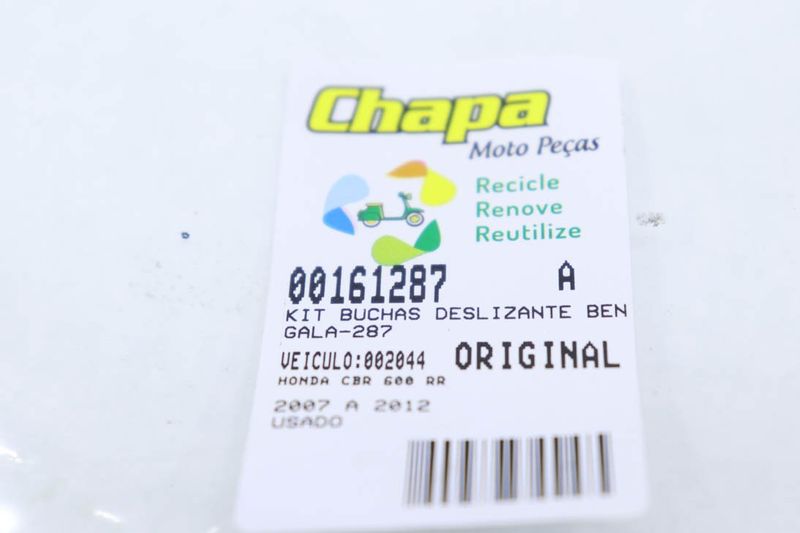 Chapa
Moto Peças
Recicle
Renove
Reutilize
00161287 A
KIT BUCHAS DESLIZANTE BEN
GALA-287
VEICULO:002044 ORIGINAL
HONDA CBR 600 RR
2007 A 2012
USADO